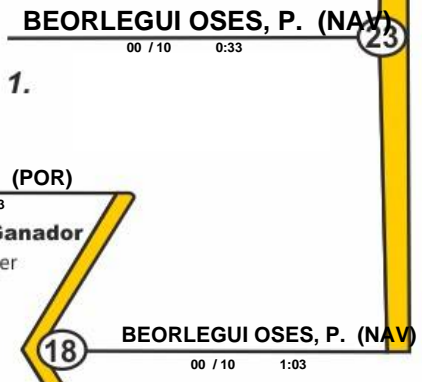 BEORLEGUI OSES, P. (NAV)
23
00 / 10 0:33
1.
(POR)
3
Ganador
er
18
BEORLEGUI OSES, P. (NAV)
00 / 10 1:03